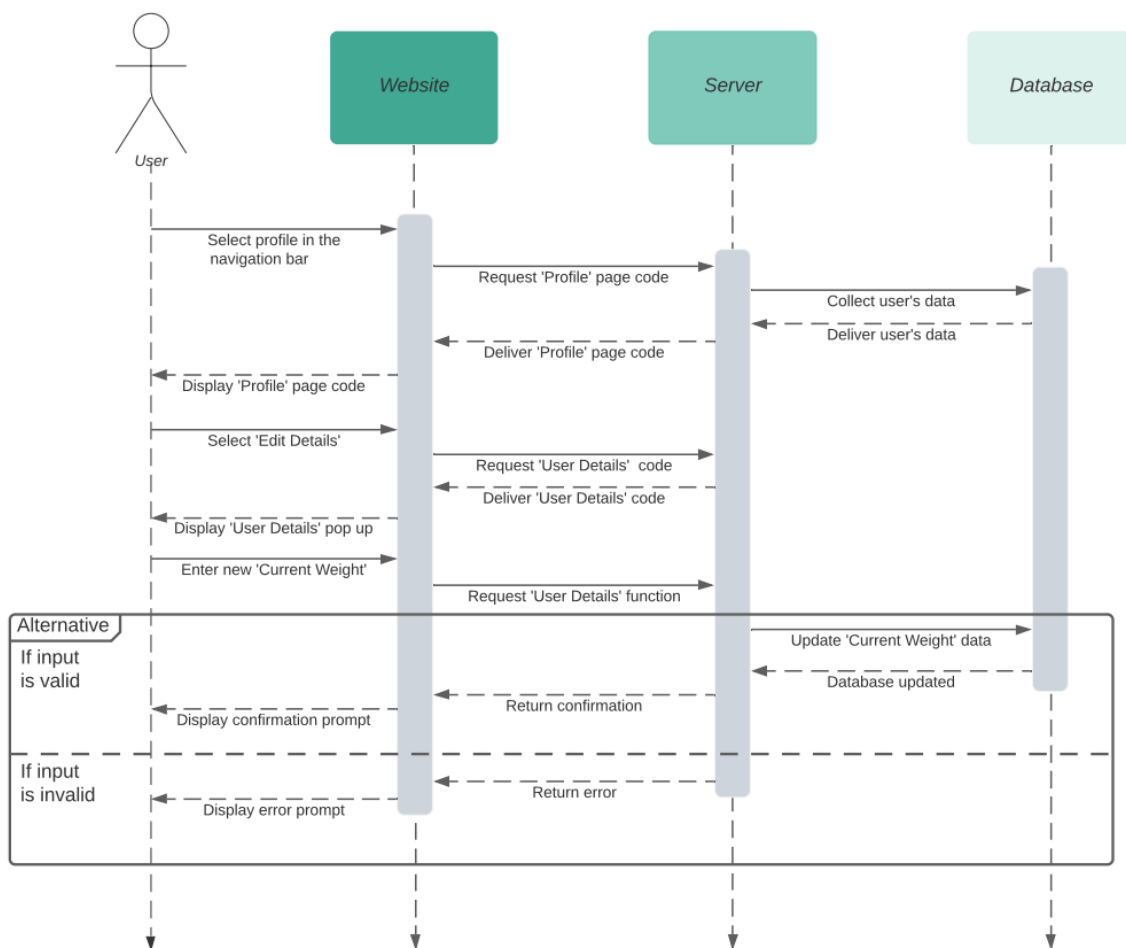 Website
Server
Database
User
Select profile in the
navigation bar
Request 'Profile' page code
Collect user's data
Deliver user's data
Deliver 'Profile' page code
Display 'Profile' page code
Select 'Edit Details'
Request 'User Details'  code
Deliver 'User Details' code
Display 'User Details' pop up
Enter new 'Current Weight'
Request 'User Details' function
Alternative
If input
is valid
Update 'Current Weight' data
Database updated
Return confirmation
Display confirmation prompt
If input
is invalid
Return error
Display error prompt